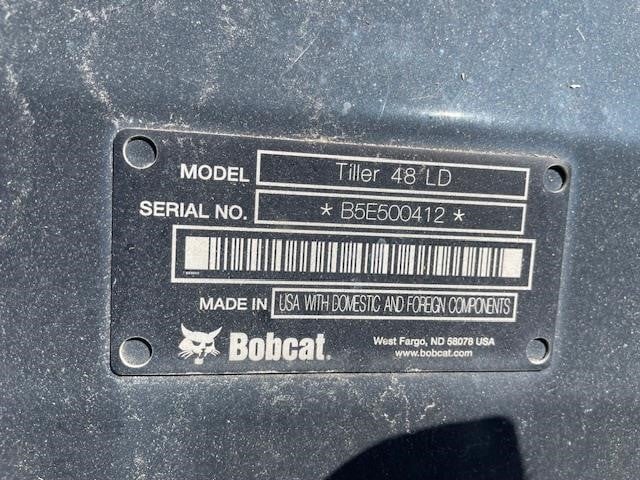 MODEL Tiller 48 LD
SERIAL NO. * B5E500412 *
MADE IN USA WITH DOMESTIC AND FOREIGN COMPONENTS
Bobcat®
West Fargo, ND 58078 USA
www.bobcat.com